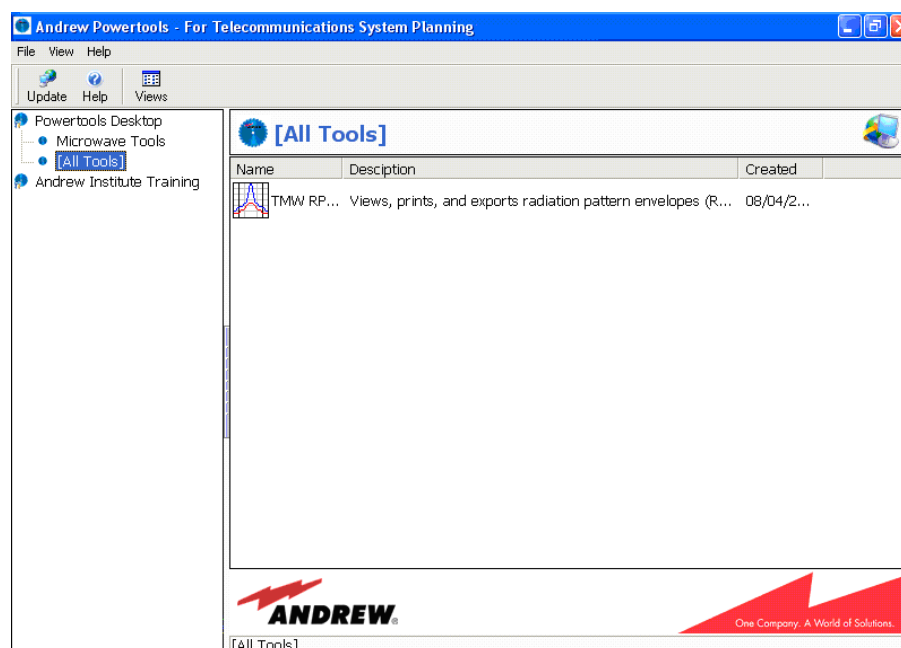 Andrew Powertools - For Telecommunications System Planning
File View Help
Update Help Views
Powertools Desktop
Microwave Tools
[All Tools]
Andrew Institute Training
[All Tools]
Name Desciption Created
TMW RP... Views, prints, and exports radiation pattern envelopes (R... 08/04/2...
ANDREW®
One Company. A World of Solutions.
[All Tools]